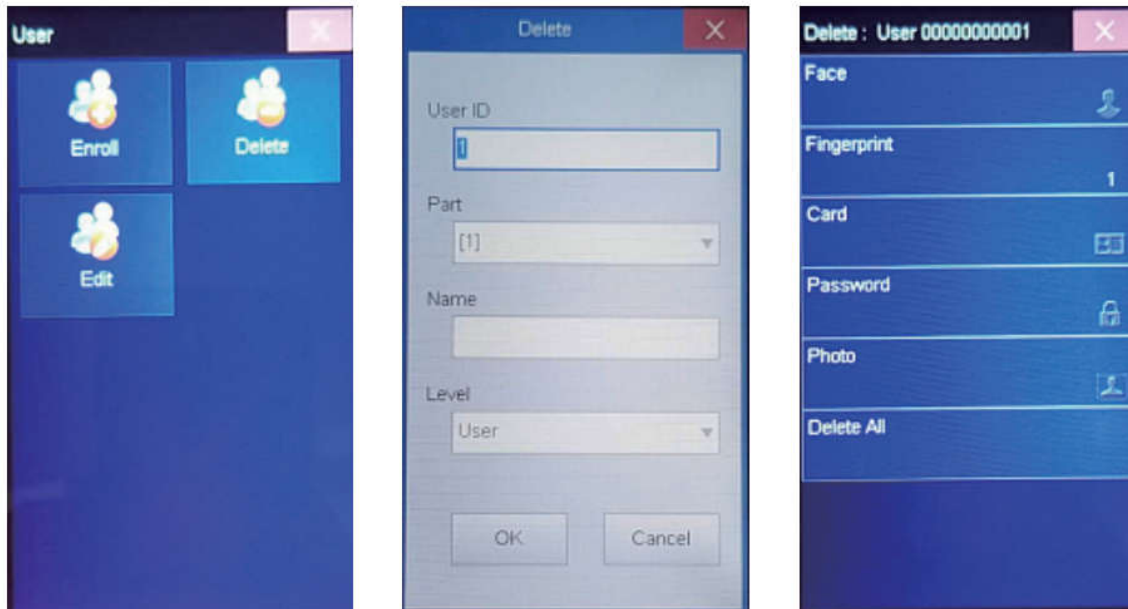 User
Enroll
Delete
Edit
Delete
User ID
1
Part
[1]
Name
Level
User
OK
Cancel
Delete : User 00000000001
Face
Fingerprint
1
Card
Password
Photo
Delete All